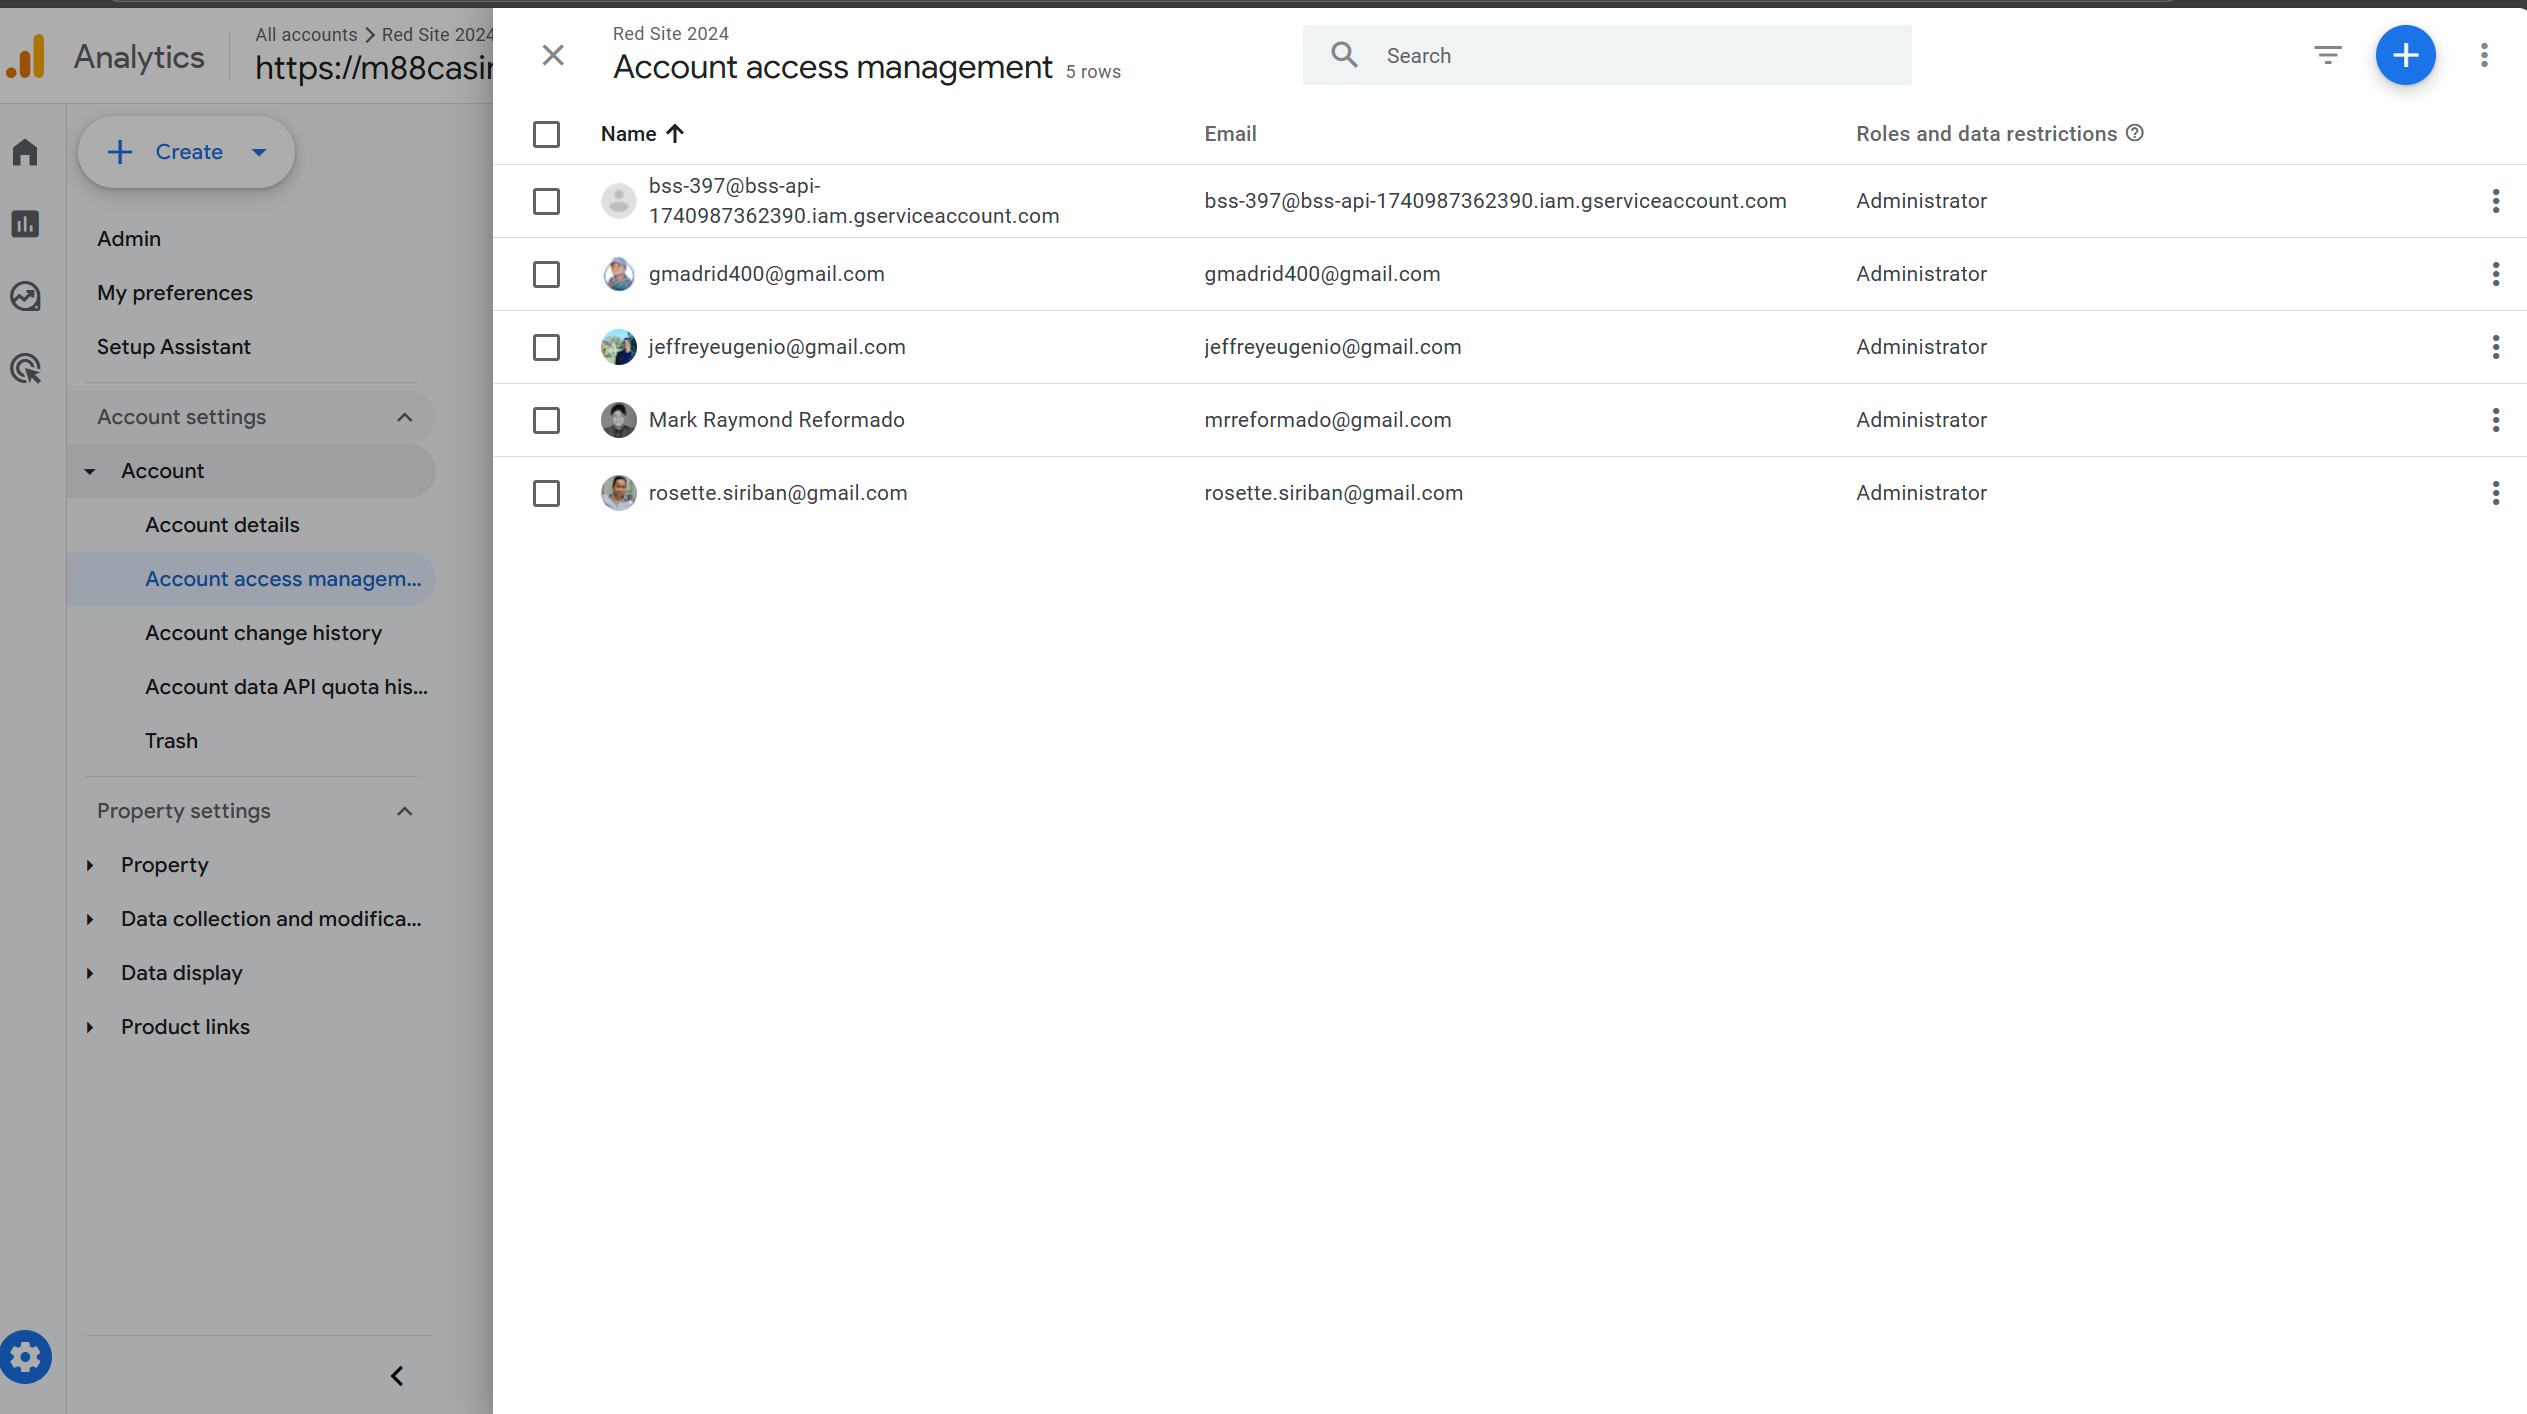 Analytics
All accounts > Red Site 2024
https://m88casin
Create
Admin
My preferences
Setup Assistant
Account settings
Account
Account details
Account access managem...
Account change history
Account data API quota his...
Trash
Property settings
Property
Data collection and modifica...
Data display
Product links
Red Site 2024
Account access management 5 rows
Search
Name Email Roles and data restrictions
bss-397@bss-api-
1740987362390.iam.gserviceaccount.com bss-397@bss-api-1740987362390.iam.gserviceaccount.com Administrator
gmadrid400@gmail.com gmadrid400@gmail.com Administrator
jeffreyeugenio@gmail.com jeffreyeugenio@gmail.com Administrator
Mark Raymond Reformado mrreformado@gmail.com Administrator
rosette.siriban@gmail.com rosette.siriban@gmail.com Administrator